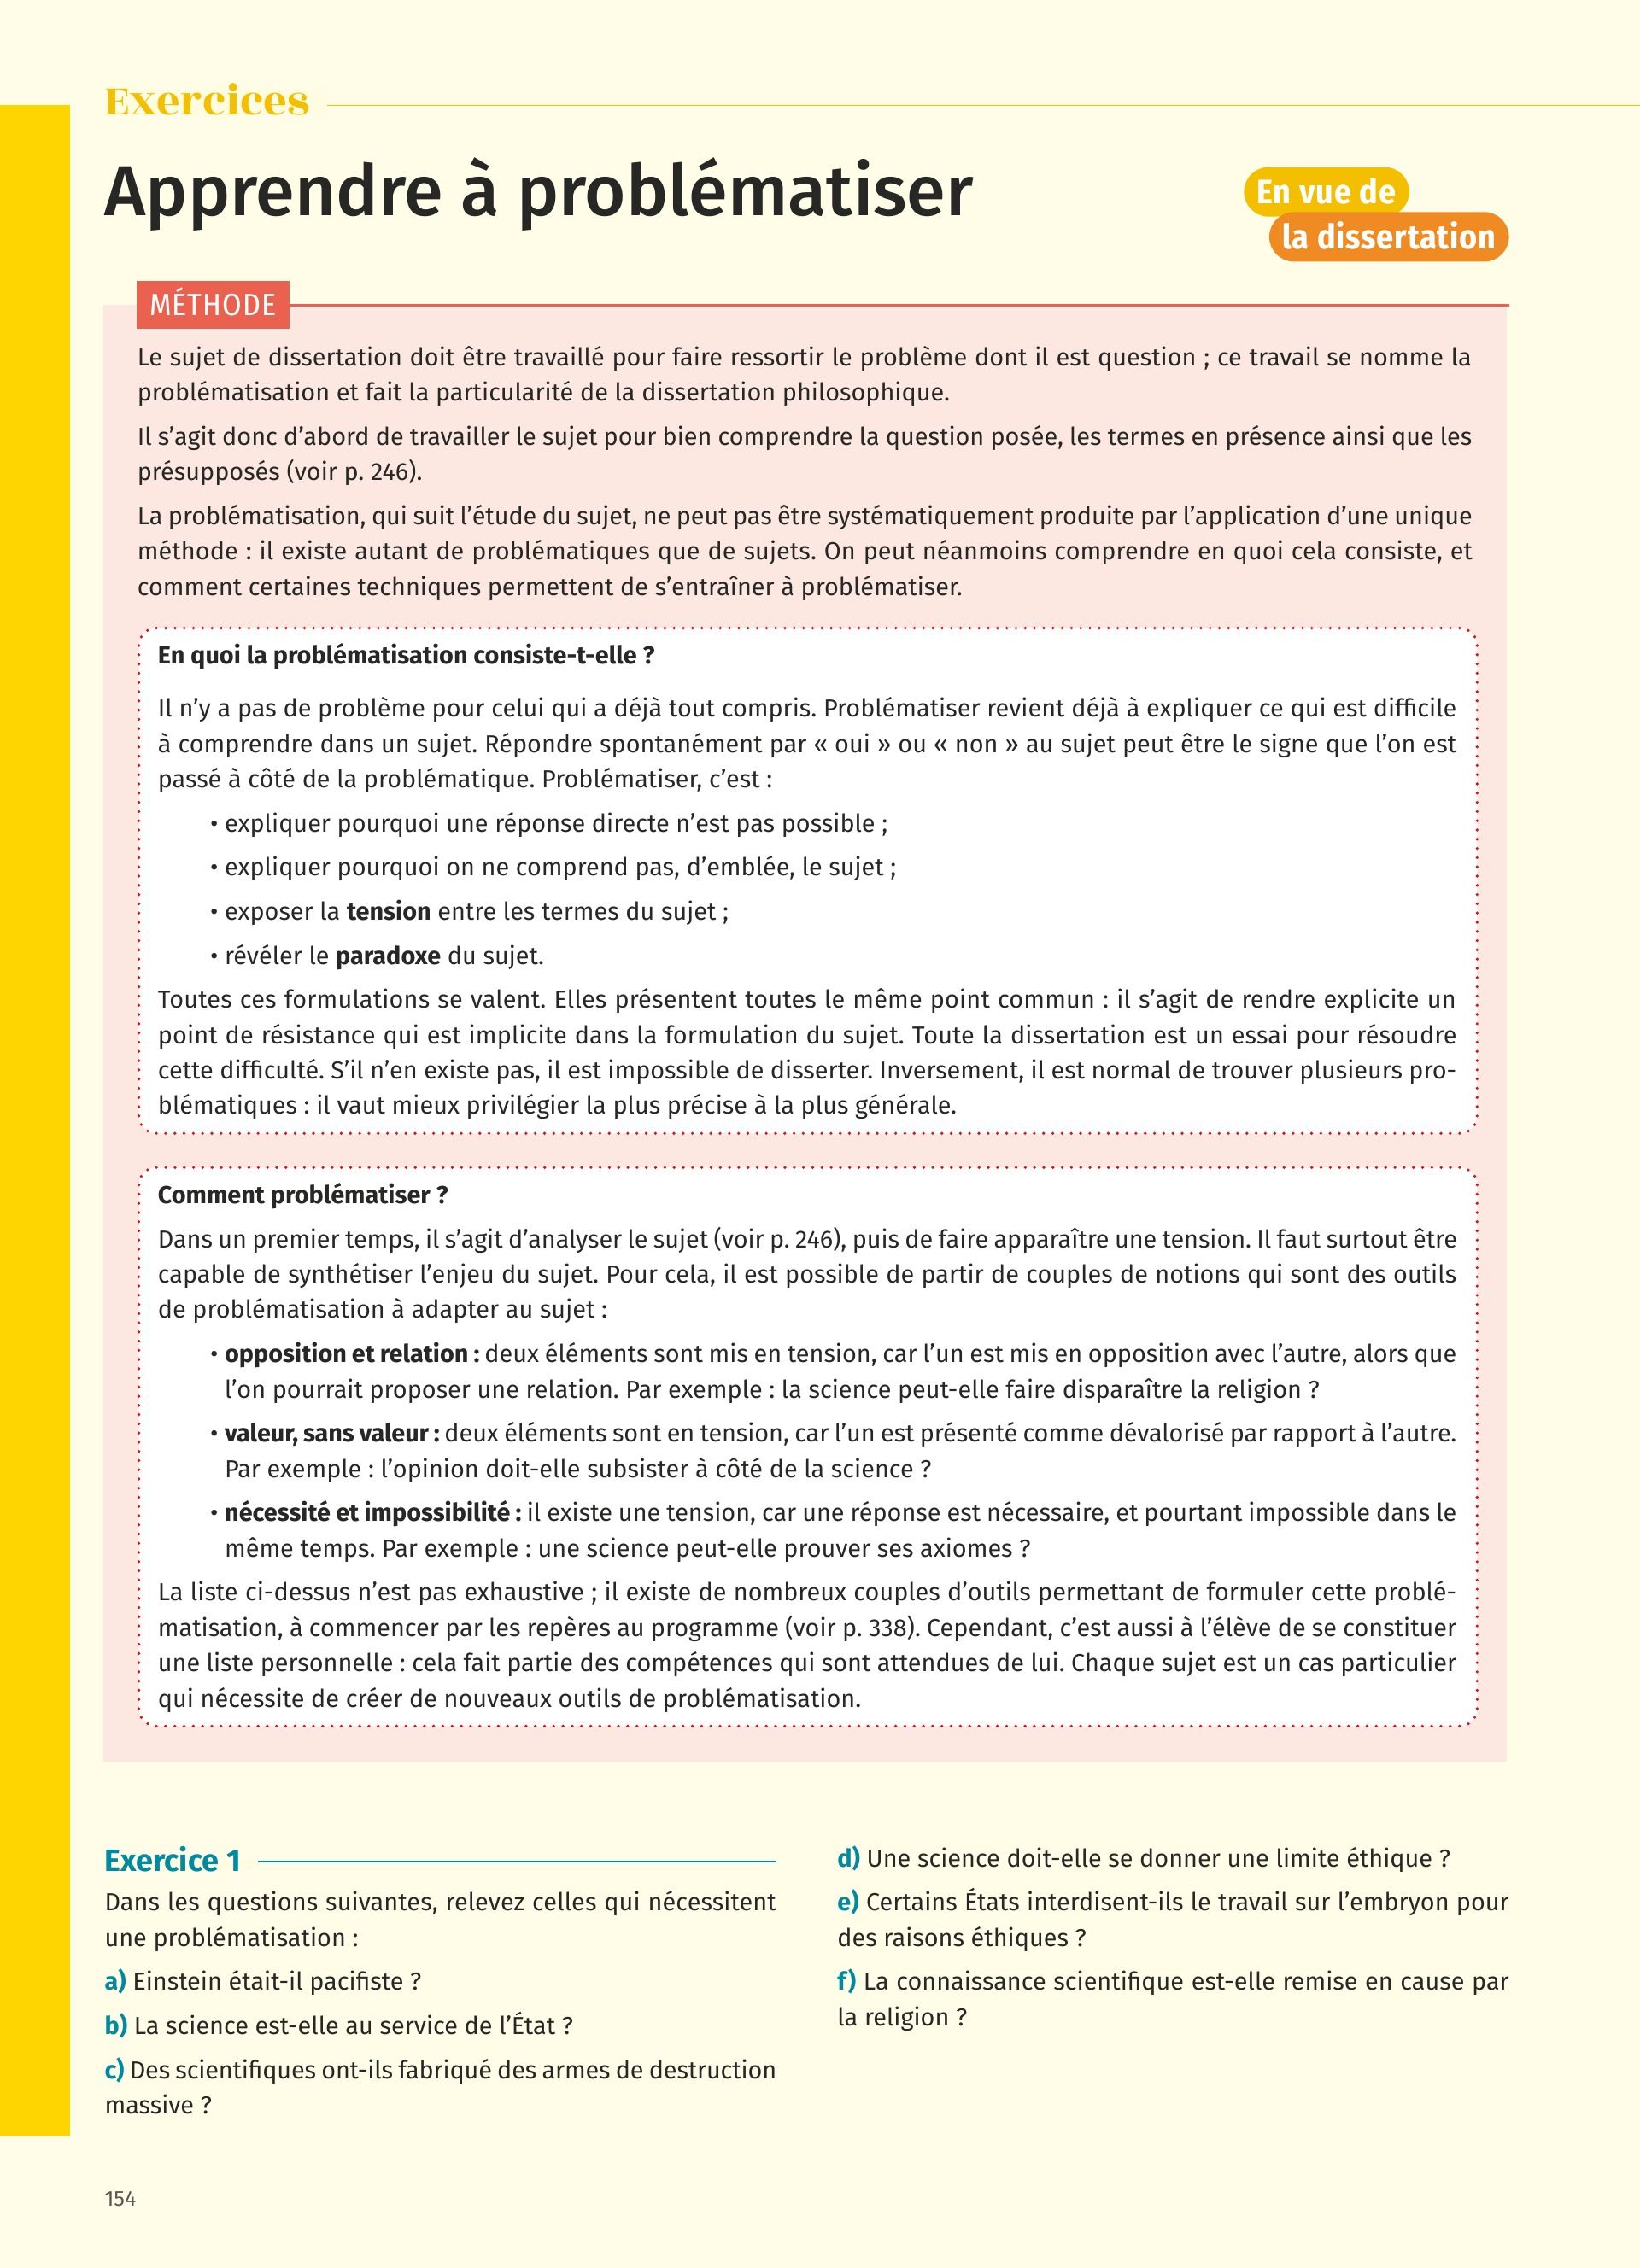 Exercices
Apprendre à problématiser
En vue de
la dissertation
MÉTHODE
Le sujet de dissertation doit être travaillé pour faire ressortir le problème dont il est question ; ce travail se nomme la
problématisation et fait la particularité de la dissertation philosophique.
Il s’agit donc d’abord de travailler le sujet pour bien comprendre la question posée, les termes en présence ainsi que les
présupposés (voir p. 246).
La problématisation, qui suit l’étude du sujet, ne peut pas être systématiquement produite par l’application d’une unique
méthode : il existe autant de problématiques que de sujets. On peut néanmoins comprendre en quoi cela consiste, et
comment certaines techniques permettent de s’entraîner à problématiser.
En quoi la problématisation consiste-t-elle ?
Il n’y a pas de problème pour celui qui a déjà tout compris. Problématiser revient déjà à expliquer ce qui est difficile
à comprendre dans un sujet. Répondre spontanément par « oui » ou « non » au sujet peut être le signe que l’on est
passé à côté de la problématique. Problématiser, c’est :
• expliquer pourquoi une réponse directe n’est pas possible ;
• expliquer pourquoi on ne comprend pas, d’emblée, le sujet ;
• exposer la tension entre les termes du sujet ;
• révéler le paradoxe du sujet.
Toutes ces formulations se valent. Elles présentent toutes le même point commun : il s’agit de rendre explicite un
point de résistance qui est implicite dans la formulation du sujet. Toute la dissertation est un essai pour résoudre
cette difficulté. S’il n’en existe pas, il est impossible de disserter. Inversement, il est normal de trouver plusieurs pro-
blématiques : il vaut mieux privilégier la plus précise à la plus générale.
Comment problématiser ?
Dans un premier temps, il s’agit d’analyser le sujet (voir p. 246), puis de faire apparaître une tension. Il faut surtout être
capable de synthétiser l’enjeu du sujet. Pour cela, il est possible de partir de couples de notions qui sont des outils
de problématisation à adapter au sujet :
• opposition et relation : deux éléments sont mis en tension, car l’un est mis en opposition avec l’autre, alors que
l’on pourrait proposer une relation. Par exemple : la science peut-elle faire disparaître la religion ?
• valeur, sans valeur : deux éléments sont en tension, car l’un est présenté comme dévalorisé par rapport à l’autre.
Par exemple : l’opinion doit-elle subsister à côté de la science ?
• nécessité et impossibilité : il existe une tension, car une réponse est nécessaire, et pourtant impossible dans le
même temps. Par exemple : une science peut-elle prouver ses axiomes ?
La liste ci-dessus n’est pas exhaustive ; il existe de nombreux couples d’outils permettant de formuler cette problé-
matisation, à commencer par les repères au programme (voir p. 338). Cependant, c’est aussi à l’élève de se constituer
une liste personnelle : cela fait partie des compétences qui sont attendues de lui. Chaque sujet est un cas particulier
qui nécessite de créer de nouveaux outils de problématisation.
Exercice 1
Dans les questions suivantes, relevez celles qui nécessitent
une problématisation :
a) Einstein était-il pacifiste ?
b) La science est-elle au service de l’État ?
c) Des scientifiques ont-ils fabriqué des armes de destruction
massive ?
d) Une science doit-elle se donner une limite éthique ?
e) Certains États interdisent-ils le travail sur l’embryon pour
des raisons éthiques ?
f) La connaissance scientifique est-elle remise en cause par
la religion ?
154